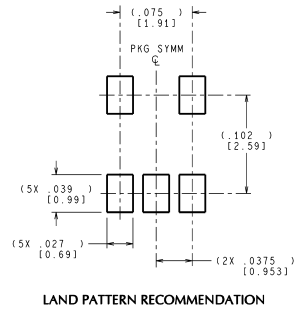 (.075 )
[1.91]
PKG SYMM
℄
(.102 )
[2.59]
(5X .039 )
[0.99]
(5X .027 )
[0.69]
(2X .0375 )
[0.953]
LAND PATTERN RECOMMENDATION